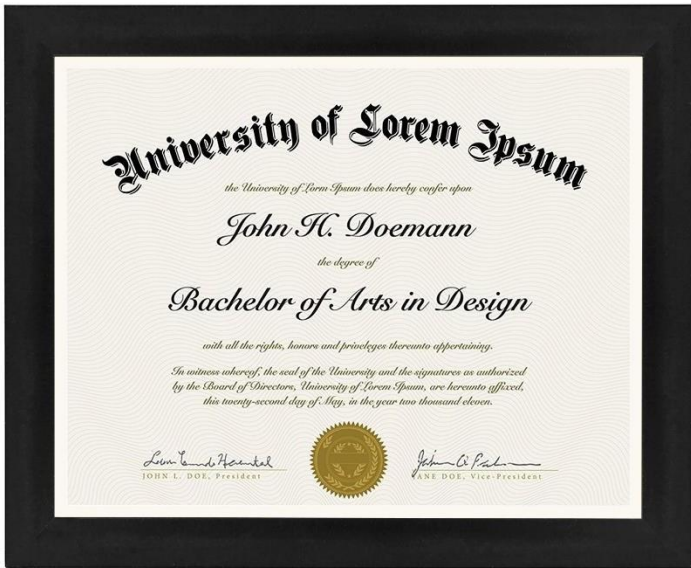 University of Lorem Ipsum
the University of Lorm Ipsum does hereby confer upon
John H. Doemann
the degree of
Bachelor of Arts in Design
with all the rights, honors and priveleges thereunto appertaining.
In witness whereof, the seal of the University and the signatures as authorized
by the Board of Directors, University of Lorem Ipsum, are hereunto affixed,
this twenty-second day of May, in the year two thousand eleven.
JOHN L. DOE, President
JANE DOE, Vice-President